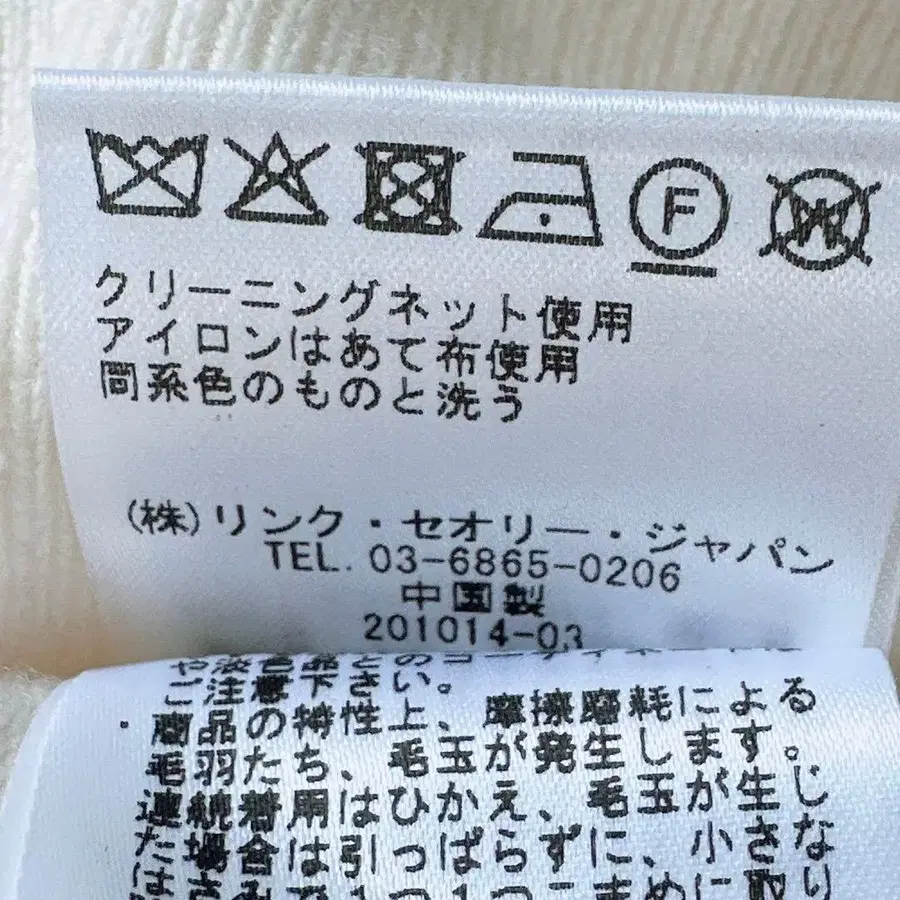 F W
クリーニングネット使用
アイロンはあて布使用
同系色のものと洗う
(株)リンク・セオリー・ジャパン
TEL. 03-6865-0206
中国製
201014-03
ご注意下さい。
・商品の特性上、摩擦磨耗による
毛羽たち、毛玉が発生します。
連続着用はひかえ、毛玉が生じ
た場合は引っぱらずに、小さな